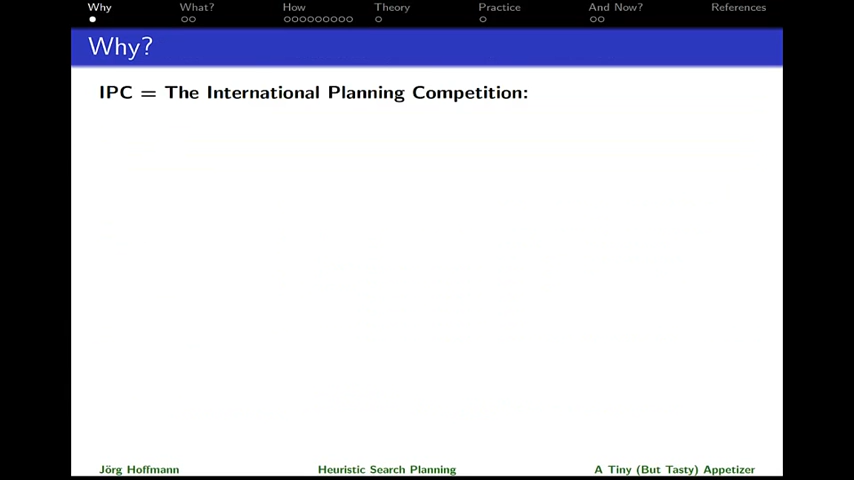 Why What? How Theory Practice And Now? References
Why?
IPC = The International Planning Competition:
Jörg Hoffmann Heuristic Search Planning A Tiny (But Tasty) Appetizer